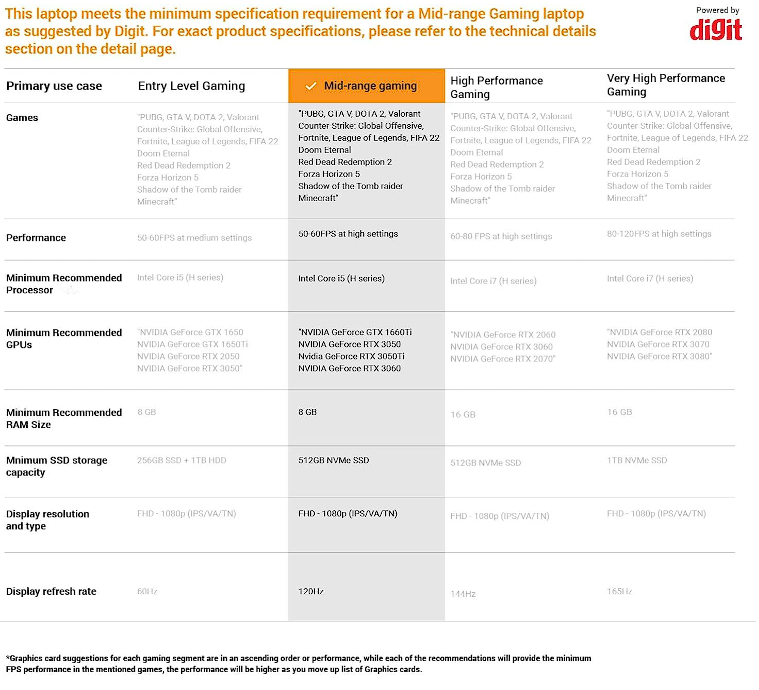 This laptop meets the minimum specification requirement for a Mid-range Gaming laptop
as suggested by Digit. For exact product specifications, please refer to the technical details
section on the detail page.
Powered by
digit
Primary use case
Entry Level Gaming
Mid-range gaming
High Performance
Gaming
Very High Performance
Gaming
Games
"PUBG, GTA V, DOTA 2, Valorant
Counter-Strike: Global Offensive,
Fortnite, League of Legends, FIFA 22
Doom Eternal
Red Dead Redemption 2
Forza Horizon 5
Shadow of the Tomb raider
Minecraft"
"PUBG, GTA V, DOTA 2, Valorant
Counter Strike: Global Offensive,
Fortnite, League of Legends, FIFA 22
Doom Eternal
Red Dead Redemption 2
Forza Horizon 5
Shadow of the Tomb raider
Minecraft"
"PUBG, GTA V, DOTA 2, Valorant
Counter-Strike: Global Offensive,
Fortnite, League of Legends, FIFA 22
Doom Eternal
Red Dead Redemption 2
Forza Horizon 5
Shadow of the Tomb raider
Minecraft"
"PUBG, GTA V, DOTA 2, Valorant
Counter-Strike: Global Offensive,
Fortnite, League of Legends, FIFA 22
Doom Eternal
Red Dead Redemption 2
Forza Horizon 5
Shadow of the Tomb raider
Minecraft"
Performance
50-60FPS at medium settings
50-60FPS at high settings
60-80 FPS at high settings
80-120FPS at high settings
Minimum Recommended
Processor
Intel Core i5 (H series)
Intel Core i5 (H series)
Intel Core i7 (H series)
Intel Core i7 (H series)
Minimum Recommended
GPUs
"NVIDIA GeForce GTX 1650
NVIDIA GeForce GTX 1650Ti
NVIDIA GeForce RTX 2050
NVIDIA GeForce RTX 3050"
"NVIDIA GeForce GTX 1660Ti
NVIDIA GeForce RTX 3050
Nvidia GeForce RTX 3050Ti
NVIDIA GeForce RTX 3060
"NVIDIA GeForce RTX 2060
NVIDIA GeForce RTX 3060
NVIDIA GeForce RTX 2070"
"NVIDIA GeForce RTX 2080
NVIDIA GeForce RTX 3070
NVIDIA GeForce RTX 3080"
Minimum Recommended
RAM Size
8 GB
8 GB
16 GB
16 GB
Mnimum SSD storage
capacity
256GB SSD + 1TB HDD
512GB NVMe SSD
512GB NVMe SSD
1TB NVMe SSD
Display resolution
and type
FHD - 1080p (IPS/VA/TN)
FHD - 1080p (IPS/VA/TN)
FHD - 1080p (IPS/VA/TN)
FHD - 1080p (IPS/VA/TN)
Display refresh rate
60Hz
120Hz
144Hz
165Hz
*Graphics card suggestions for each gaming segment are in an ascending order or performance, while each of the recommendations will provide the minimum
FPS performance in the mentioned games, the performance will be higher as you move up list of Graphics cards.